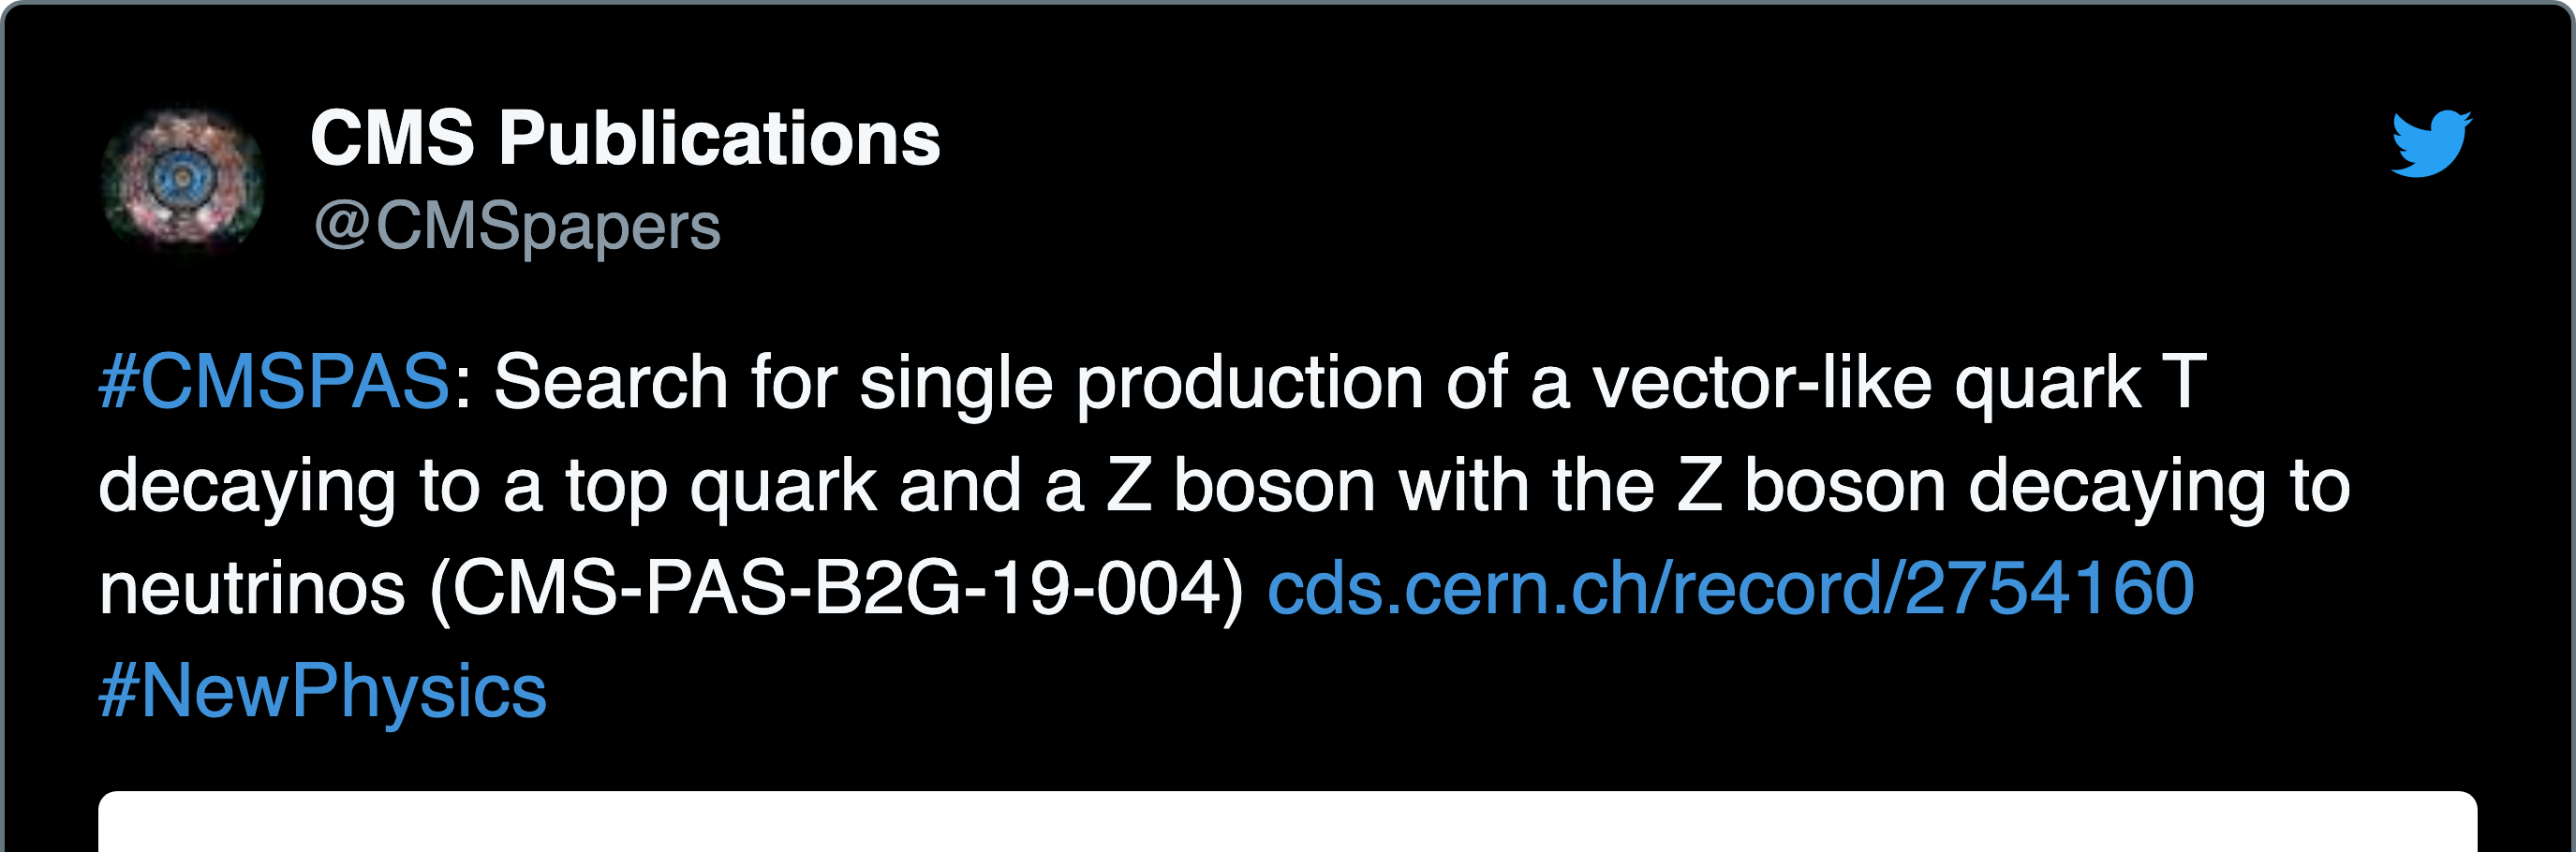 CMS Publications
@CMSpapers
#CMSPAS: Search for single production of a vector-like quark T
decaying to a top quark and a Z boson with the Z boson decaying to
neutrinos (CMS-PAS-B2G-19-004) cds.cern.ch/record/2754160
#NewPhysics